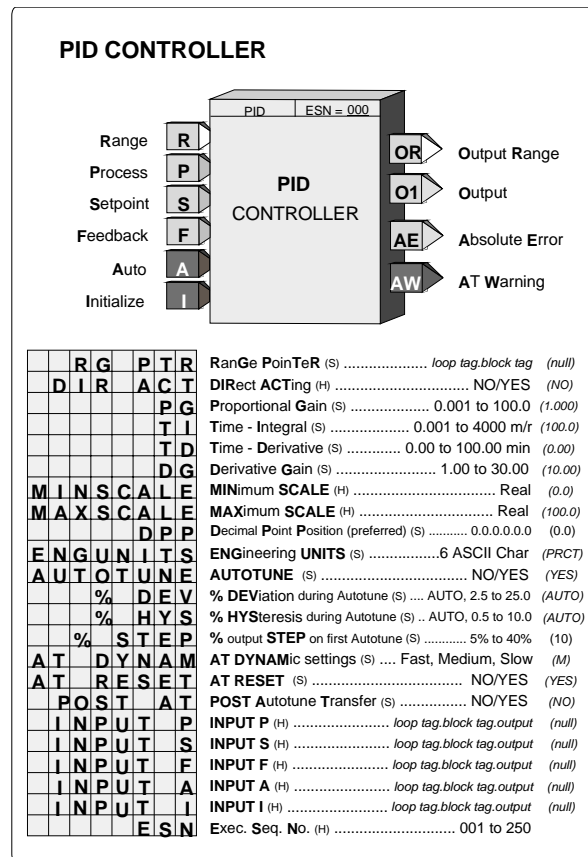 PID CONTROLLER
PID ESN = 000
Range R OR Output Range
Process P PID O1 Output
Setpoint S CONTROLLER
Feedback F AE Absolute Error
Auto A AW AT Warning
Initialize I
RG PTR RanGe PoinTeR (S) .................... loop tag.block tag (null)
DIR ACT DIRect ACTing (H) ................................ NO/YES (NO)
PG Proportional Gain (S) .................... 0.001 to 100.0 (1.000)
TI Time - Integral (S) .................... 0.001 to 4000 m/r (100.0)
TD Time - Derivative (S) .............. 0.00 to 100.00 min (0.00)
DG Derivative Gain (S) ........................ 1.00 to 30.00 (10.00)
MINSCALE MINimum SCALE (H) .................................. Real (0.0)
MAXSCALE MAXimum SCALE (H) .................................. Real (100.0)
DPP Decimal Point Position (preferred) (S) ........... 0.0.0.0.0.0 (0.0)
ENGUNITS ENGineering UNITS (S) ................6 ASCII Char (PRCT)
AUTOTUNE AUTOTUNE (S) ................................... NO/YES (YES)
% DEV % DEViation during Autotune (S) .... AUTO, 2.5 to 25.0 (AUTO)
% HYS % HYSteresis during Autotune (S) .. AUTO, 0.5 to 10.0 (AUTO)
% STEP % output STEP on first Autotune (S) ............ 5% to 40% (10)
AT DYNAM AT DYNAMic settings (S) .... Fast, Medium, Slow (M)
AT RESET AT RESET (S) .................................... NO/YES (YES)
POST AT POST Autotune Transfer (S) ................... NO/YES (NO)
INPUT P INPUT P (H) ....................... loop tag.block tag.output (null)
INPUT S INPUT S (H) ....................... loop tag.block tag.output (null)
INPUT F INPUT F (H) ....................... loop tag.block tag.output (null)
INPUT A INPUT A (H) ....................... loop tag.block tag.output (null)
INPUT I INPUT I (H) ........................ loop tag.block tag.output (null)
ESN Exec. Seq. No. (H) ............................. 001 to 250